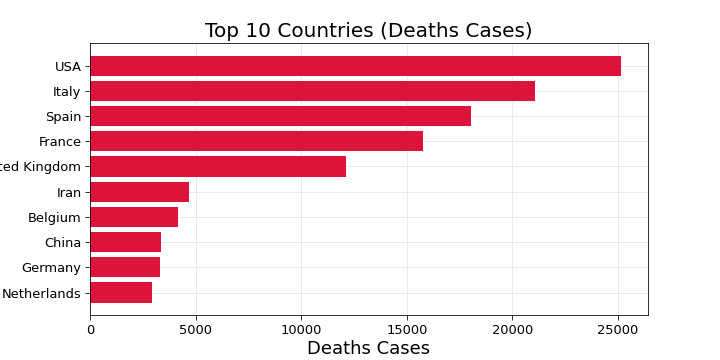 Top 10 Countries (Deaths Cases)
USA
Italy
Spain
France
ted Kingdom
Iran
Belgium
China
Germany
Netherlands
0 5000 10000 15000 20000 25000
Deaths Cases